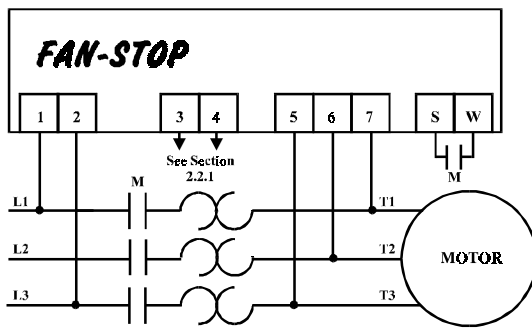 FAN-STOP
1 2 3 4 5 6 7 S W
See Section
2.2.1
M
M
L1 T1
L2 T2
MOTOR
L3 T3